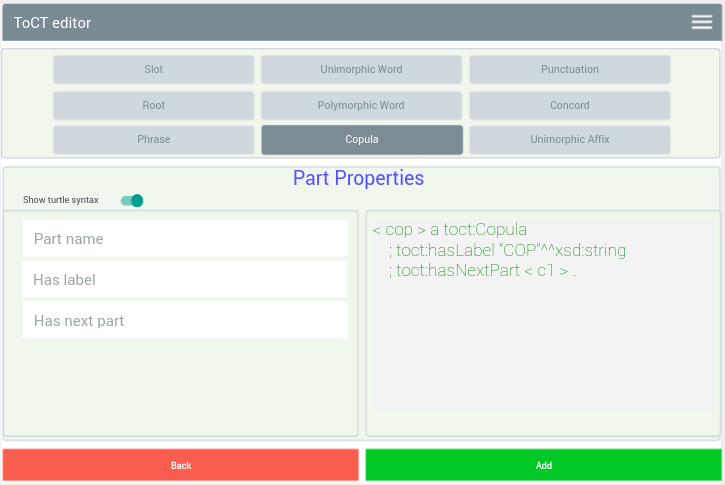 ToCT editor
Slot Unimorphic Word Punctuation
Root Polymorphic Word Concord
Phrase Copula Unimorphic Affix
Part Properties
Show turtle syntax
Part name
Has label
Has next part
< cop > a toct:Copula
; toct:hasLabel "COP"^^xsd:string
; toct:hasNextPart < c1 > .
Back Add